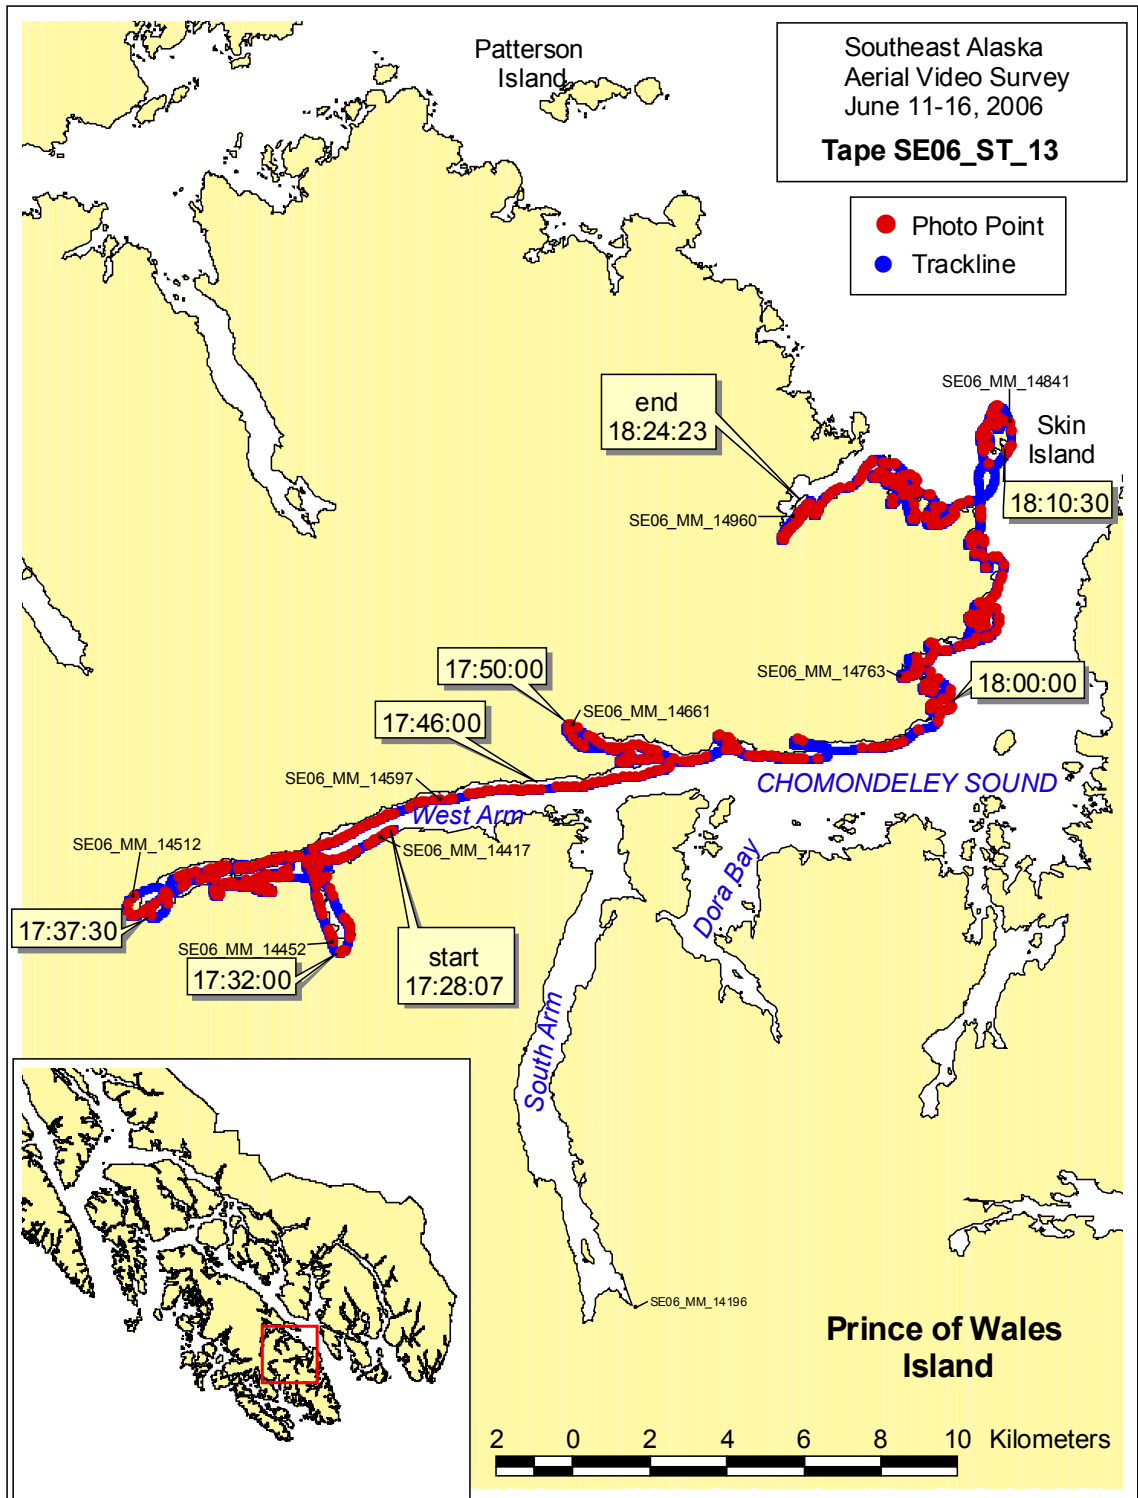 Patterson
Island
Southeast Alaska
Aerial Video Survey
June 11-16, 2006
Tape SE06_ST_13
Photo Point
Trackline
SE06_MM_14841
end
18:24:23
Skin
Island
18:10:30
SE06_MM_14960
17:50:00
SE06_MM_14763
18:00:00
SE06_MM_14661
17:46:00
SE06_MM_14597
CHOMONDELEY SOUND
West Arm
SE06_MM_14512
SE06_MM_14417
Dora Bay
17:37:30
SE06_MM_14452
17:32:00
start
17:28:07
South Arm
SE06_MM_14196
Prince of Wales
Island
2 0 2 4 6 8 10 Kilometers